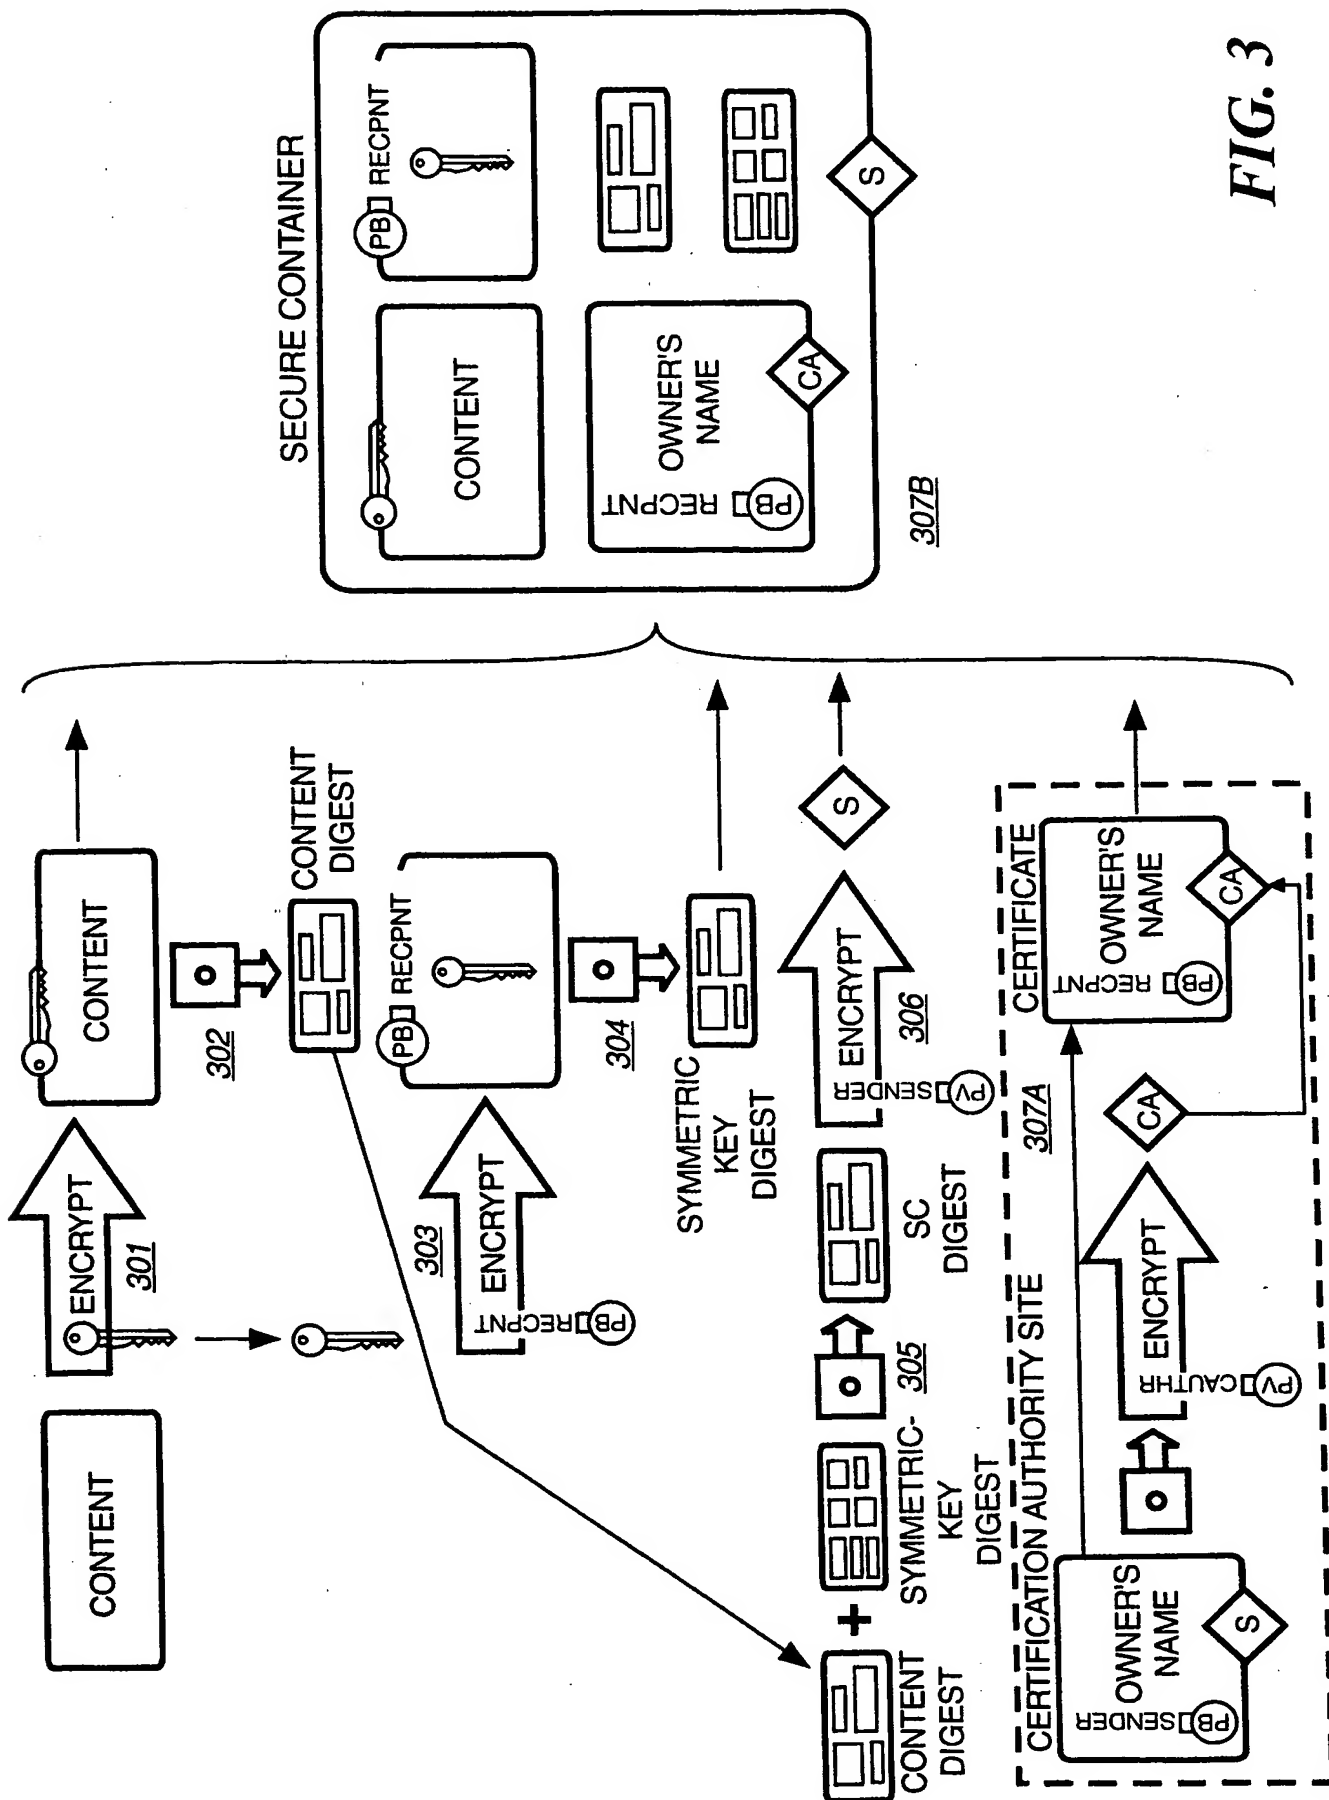 CONTENT
ENCRYPT
301
CONTENT
302
CONTENT
DIGEST
303
ENCRYPT
RECPNT
PB
PB
RECPNT
304
SYMMETRIC
KEY
DIGEST
CONTENT
DIGEST
+
SYMMETRIC-
KEY
DIGEST
305
SC
DIGEST
ENCRYPT
SENDER
PV
306
S
CERTIFICATION AUTHORITY SITE
OWNER'S
NAME
SENDER
PB
S
ENCRYPT
CAUTHR
PV
CA
307A
CERTIFICATE
OWNER'S
NAME
RECPNT
PB
CA
SECURE CONTAINER
CONTENT
PB
RECPNT
OWNER'S
NAME
RECPNT
PB
CA
S
307B
FIG. 3